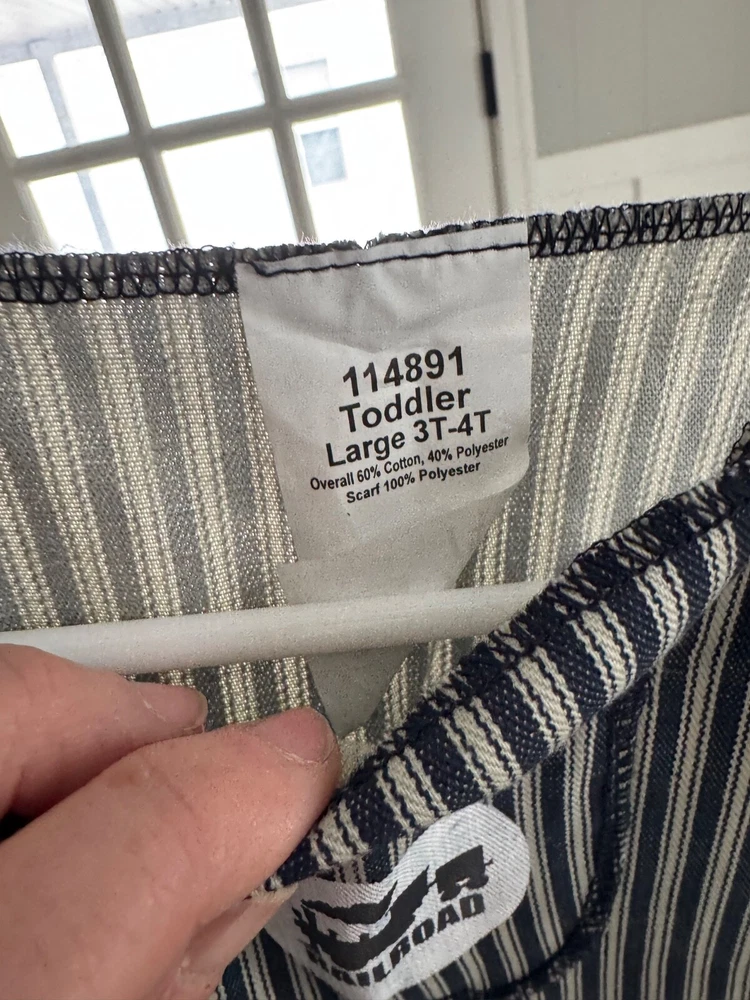 114891
Toddler
Large 3T-4T
Overall 60% Cotton, 40% Polyester
Scarf 100% Polyester
RAILROAD